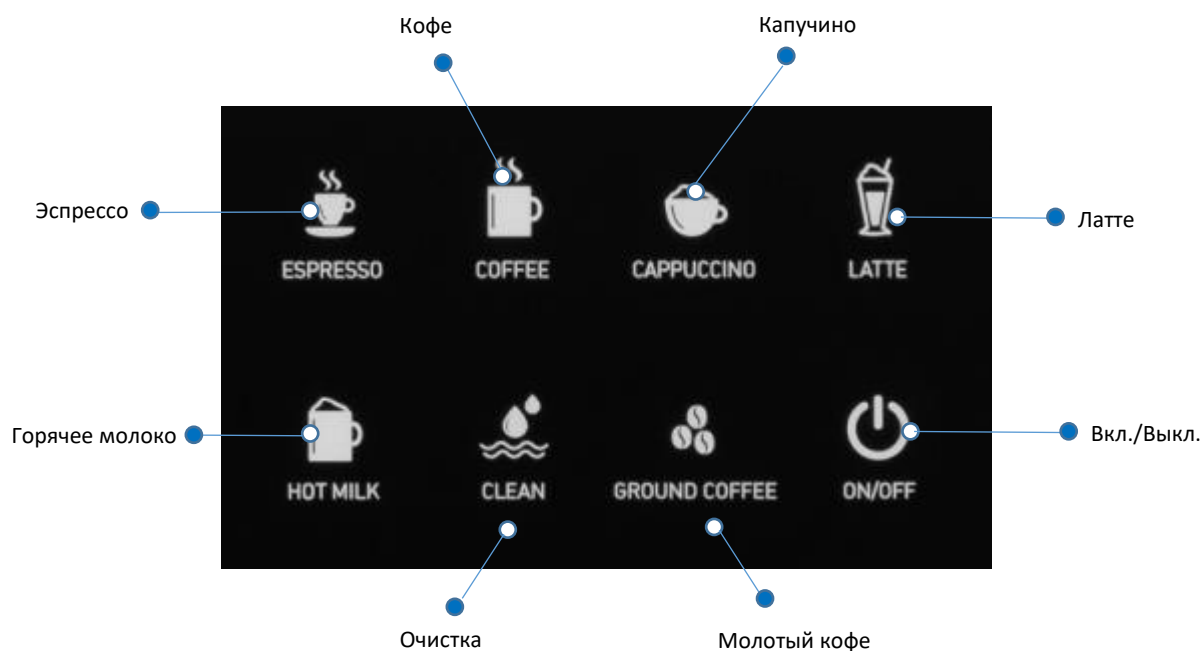 Кофе
Капучино
Эспрессо
Латте
ESPRESSO
COFFEE
CAPPUCCINO
LATTE
Горячее молоко
Вкл./Выкл.
HOT MILK
CLEAN
GROUND COFFEE
ON/OFF
Очистка
Молотый кофе